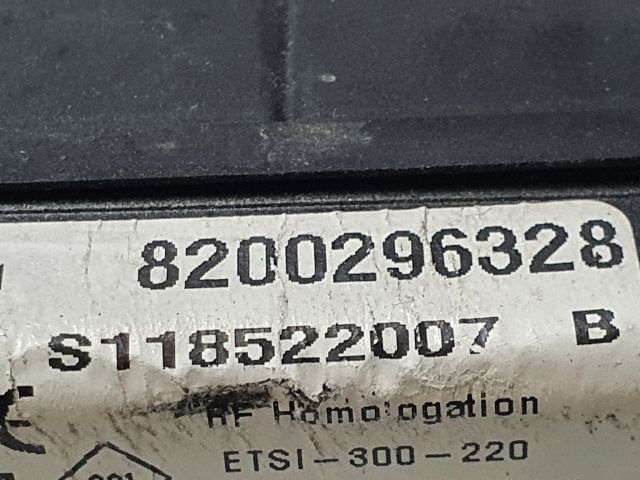 8200296328
S118522007 B
RF Homologation
ETSI-300-220